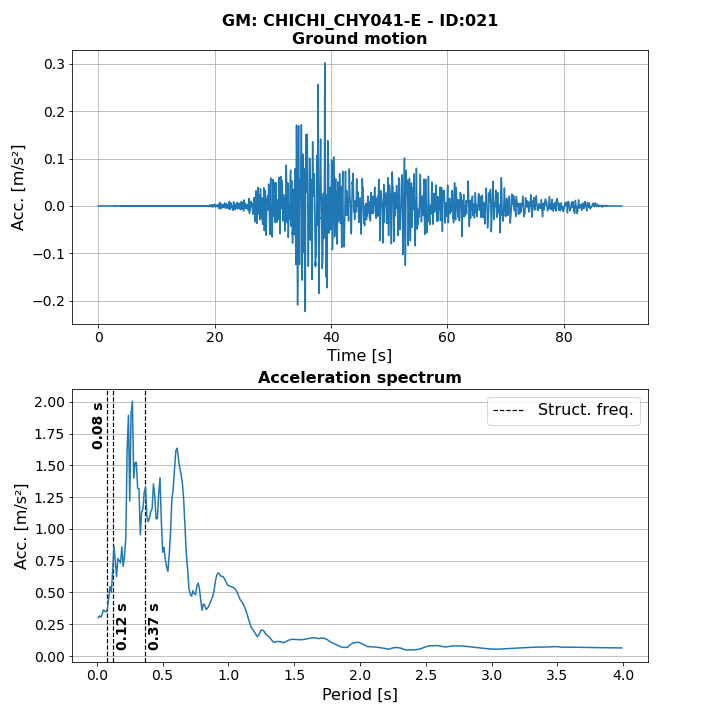 GM: CHICHI_CHY041-E - ID:021
Ground motion
0.3
0.2
0.1
0.0
−0.1
−0.2
Acc. [m/s²]
0
20
40
60
80
Time [s]
Acceleration spectrum
2.00
1.75
1.50
1.25
1.00
0.75
0.50
0.25
0.00
Acc. [m/s²]
0.08 s
0.12 s
0.37 s
Struct. freq.
0.0
0.5
1.0
1.5
2.0
2.5
3.0
3.5
4.0
Period [s]